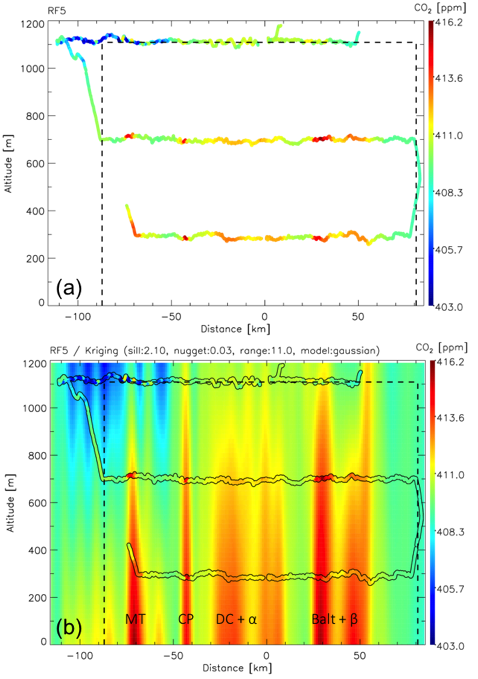 RF5
CO2 [ppm]
1200
1000
800
600
400
200
0
Altitude [m]
416.2
413.6
411.0
408.3
405.7
403.0
(a)
−100 −50 0 50
Distance [km]
RF5 / Kriging (sill:2.10, nugget:0.03, range:11.0, model:gaussian)
CO2 [ppm]
1200
1000
800
600
400
200
0
Altitude [m]
416.2
413.6
411.0
408.3
405.7
403.0
MT CP DC + α Balt + β
(b)
−100 −50 0 50
Distance [km]